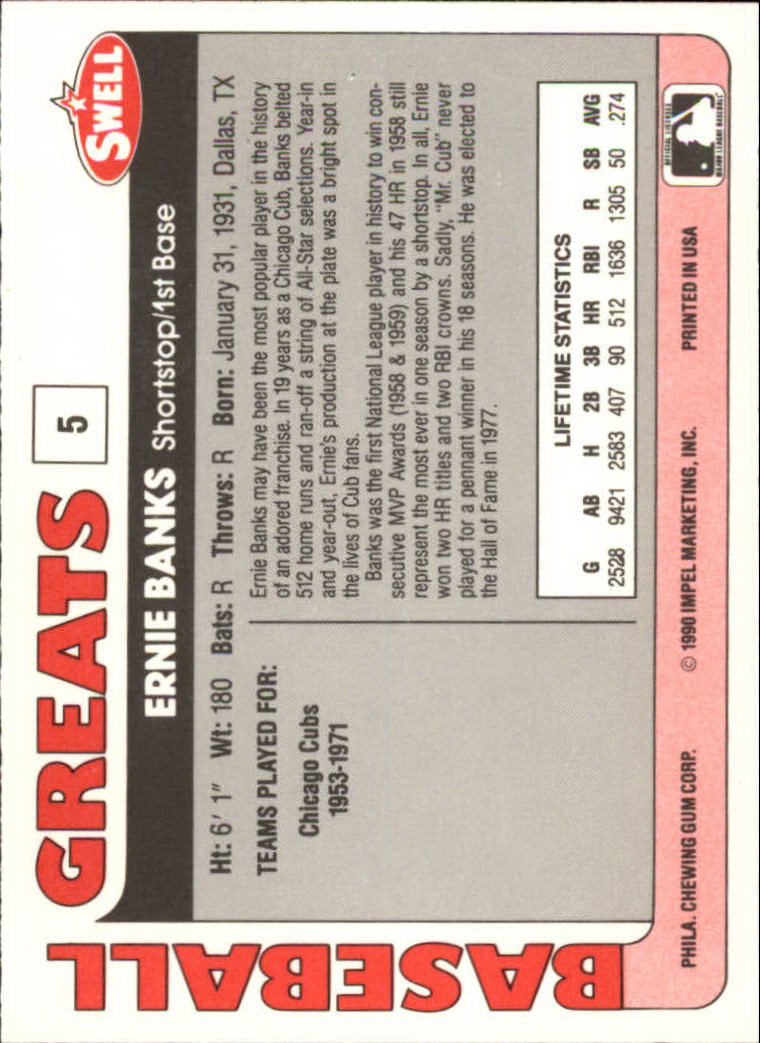 BASEBALL
GREATS
5
SWELL
ERNIE BANKS Shortstop/1st Base
Ht: 6' 1" Wt: 180 Bats: R Throws: R Born: January 31, 1931, Dallas, TX
TEAMS PLAYED FOR:
Chicago Cubs
1953-1971
Ernie Banks may have been the most popular player in the history
of an adored franchise. In 19 years as a Chicago Cub, Banks belted
512 home runs and ran-off a string of All-Star selections. Year-in
and year-out, Ernie's production at the plate was a bright spot in
the lives of Cub fans.
Banks was the first National League player in history to win con-
secutive MVP Awards (1958 & 1959) and his 47 HR in 1958 still
represent the most ever in one season by a shortstop. In all, Ernie
won two HR titles and two RBI crowns. Sadly, "Mr. Cub" never
played for a pennant winner in his 18 seasons. He was elected to
the Hall of Fame in 1977.
LIFETIME STATISTICS
G AB H 2B 3B HR RBI R SB AVG
2528 9421 2583 407 90 512 1636 1305 50 .274
PHILA. CHEWING GUM CORP. © 1990 IMPEL MARKETING, INC. PRINTED IN USA
OFFICIAL LICENSEE
MAJOR LEAGUE BASEBALL